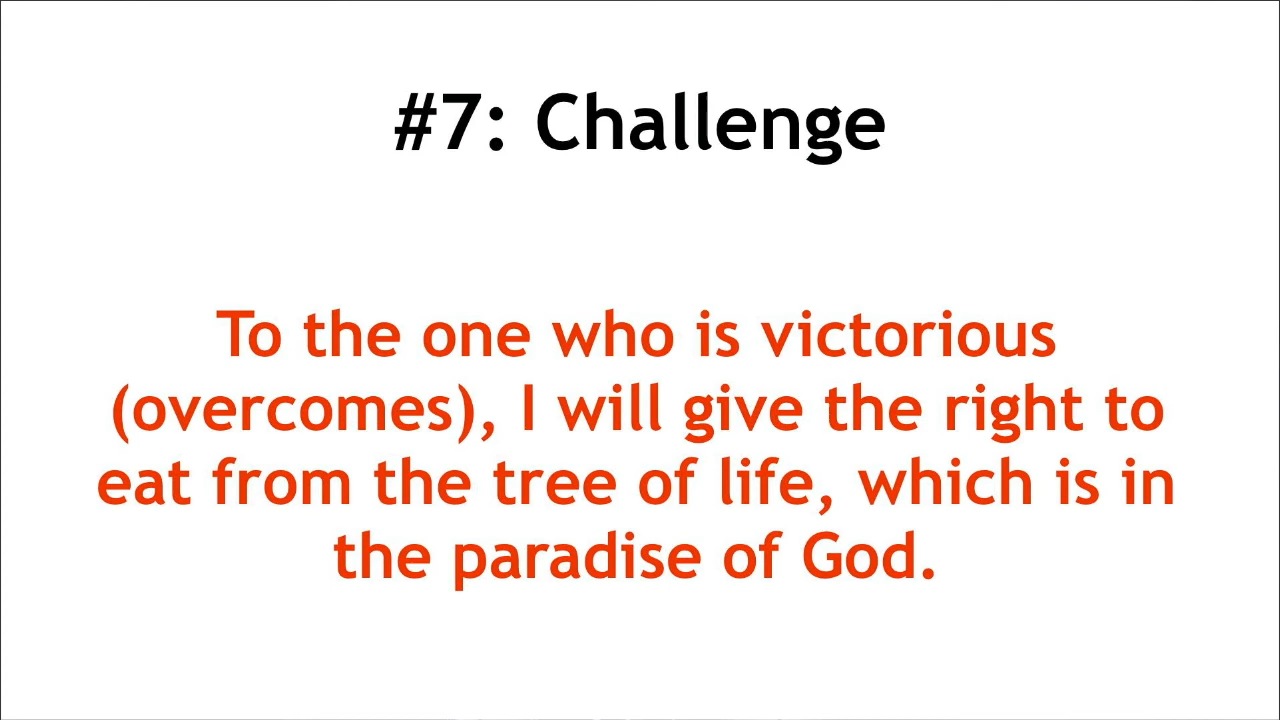 #7: Challenge
To the one who is victorious
(overcomes), I will give the right to
eat from the tree of life, which is in
the paradise of God.